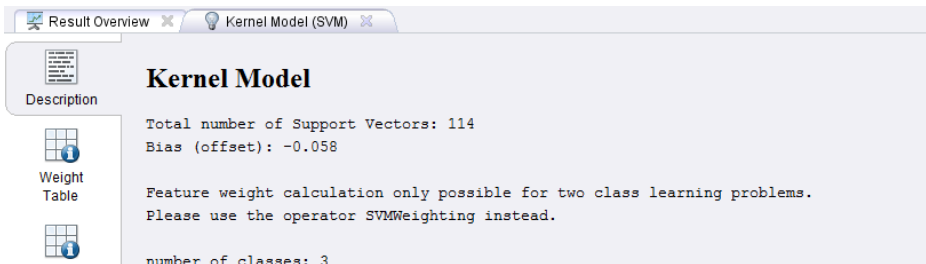 Result Overview
Kernel Model (SVM)
Description
Kernel Model
Total number of Support Vectors: 114
Bias (offset): -0.058
Weight
Table
Feature weight calculation only possible for two class learning problems.
Please use the operator SVMWeighting instead.
number of classes: 3